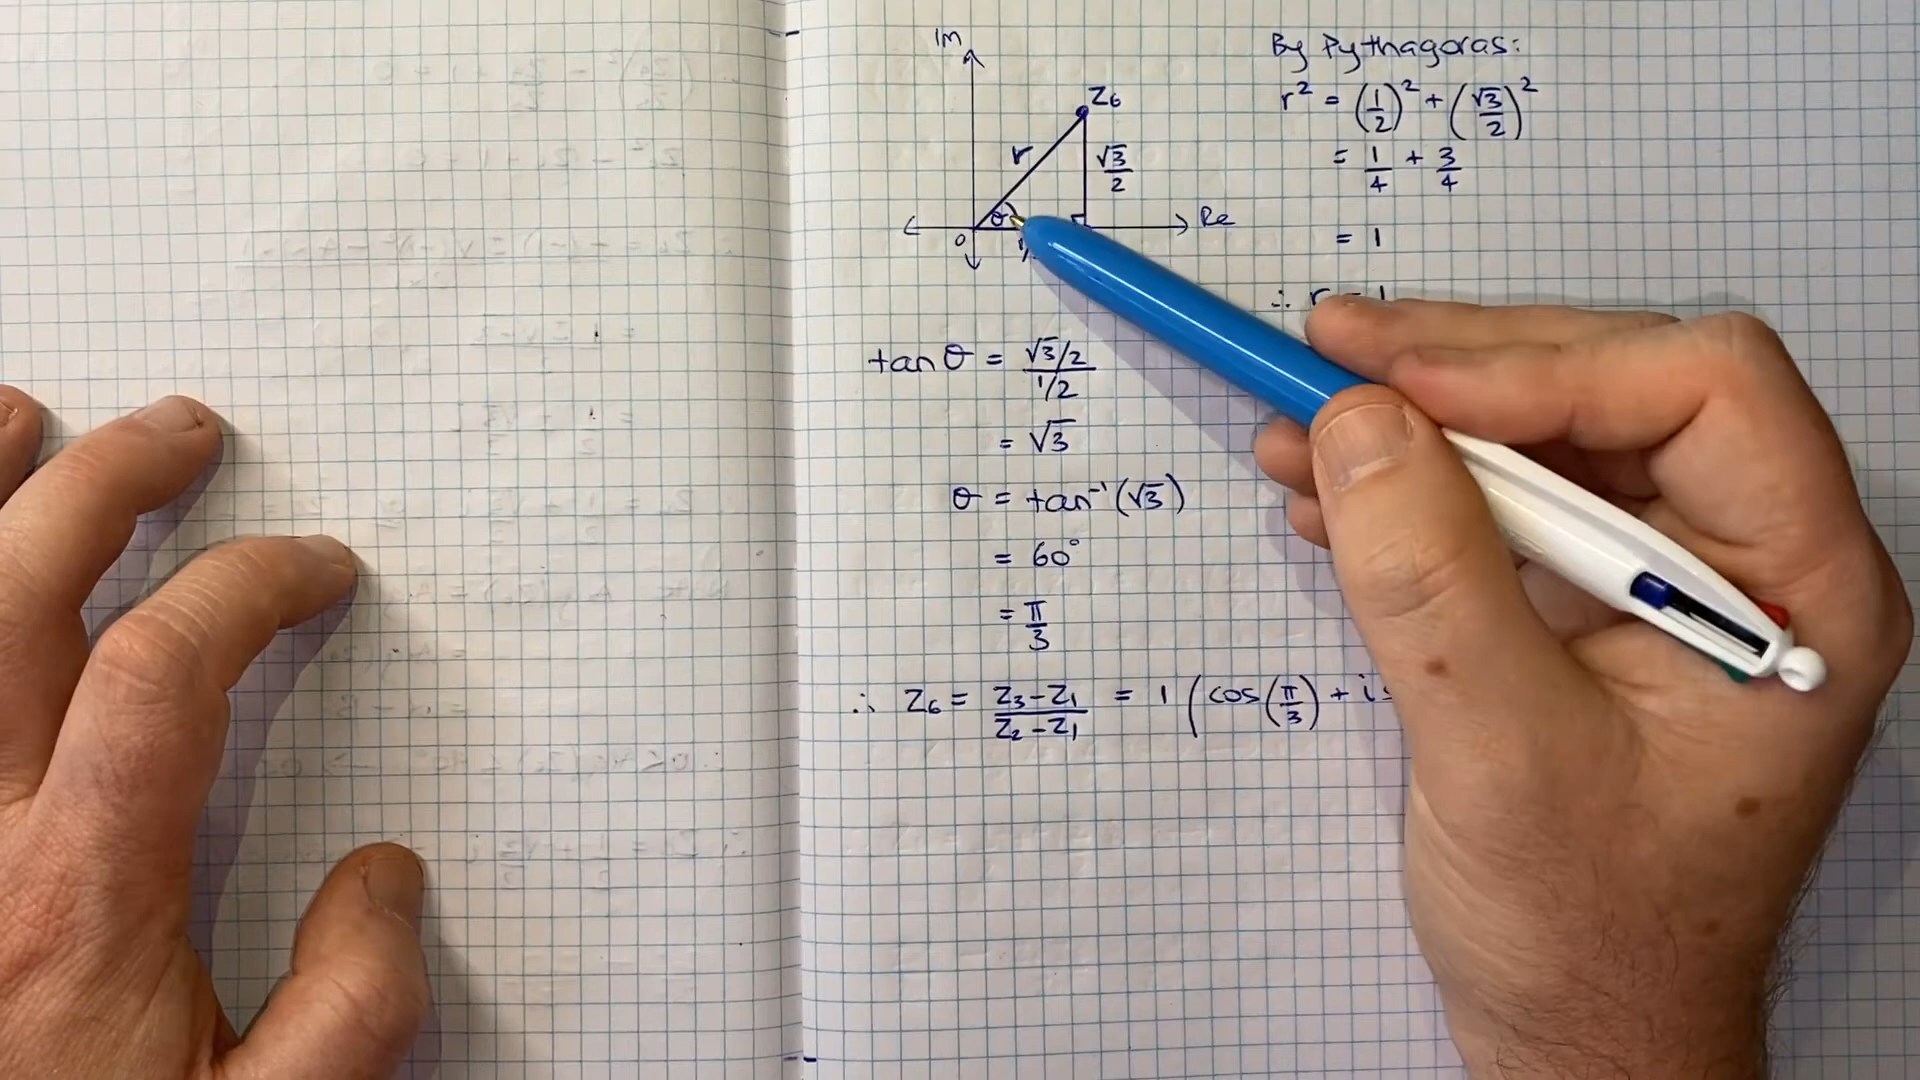 Im
Z6
r
√3/2
θ
0
Re
By Pythagoras:
r² = (1/2)² + (√3/2)²
= 1/4 + 3/4
= 1
∴ r = 1
tan θ = (√3/2)/(1/2)
= √3
θ = tan⁻¹(√3)
= 60°
= π/3
∴ Z6 = (Z3 - Z1)/(Z2 - Z1) = 1 (cos(π/3) + i